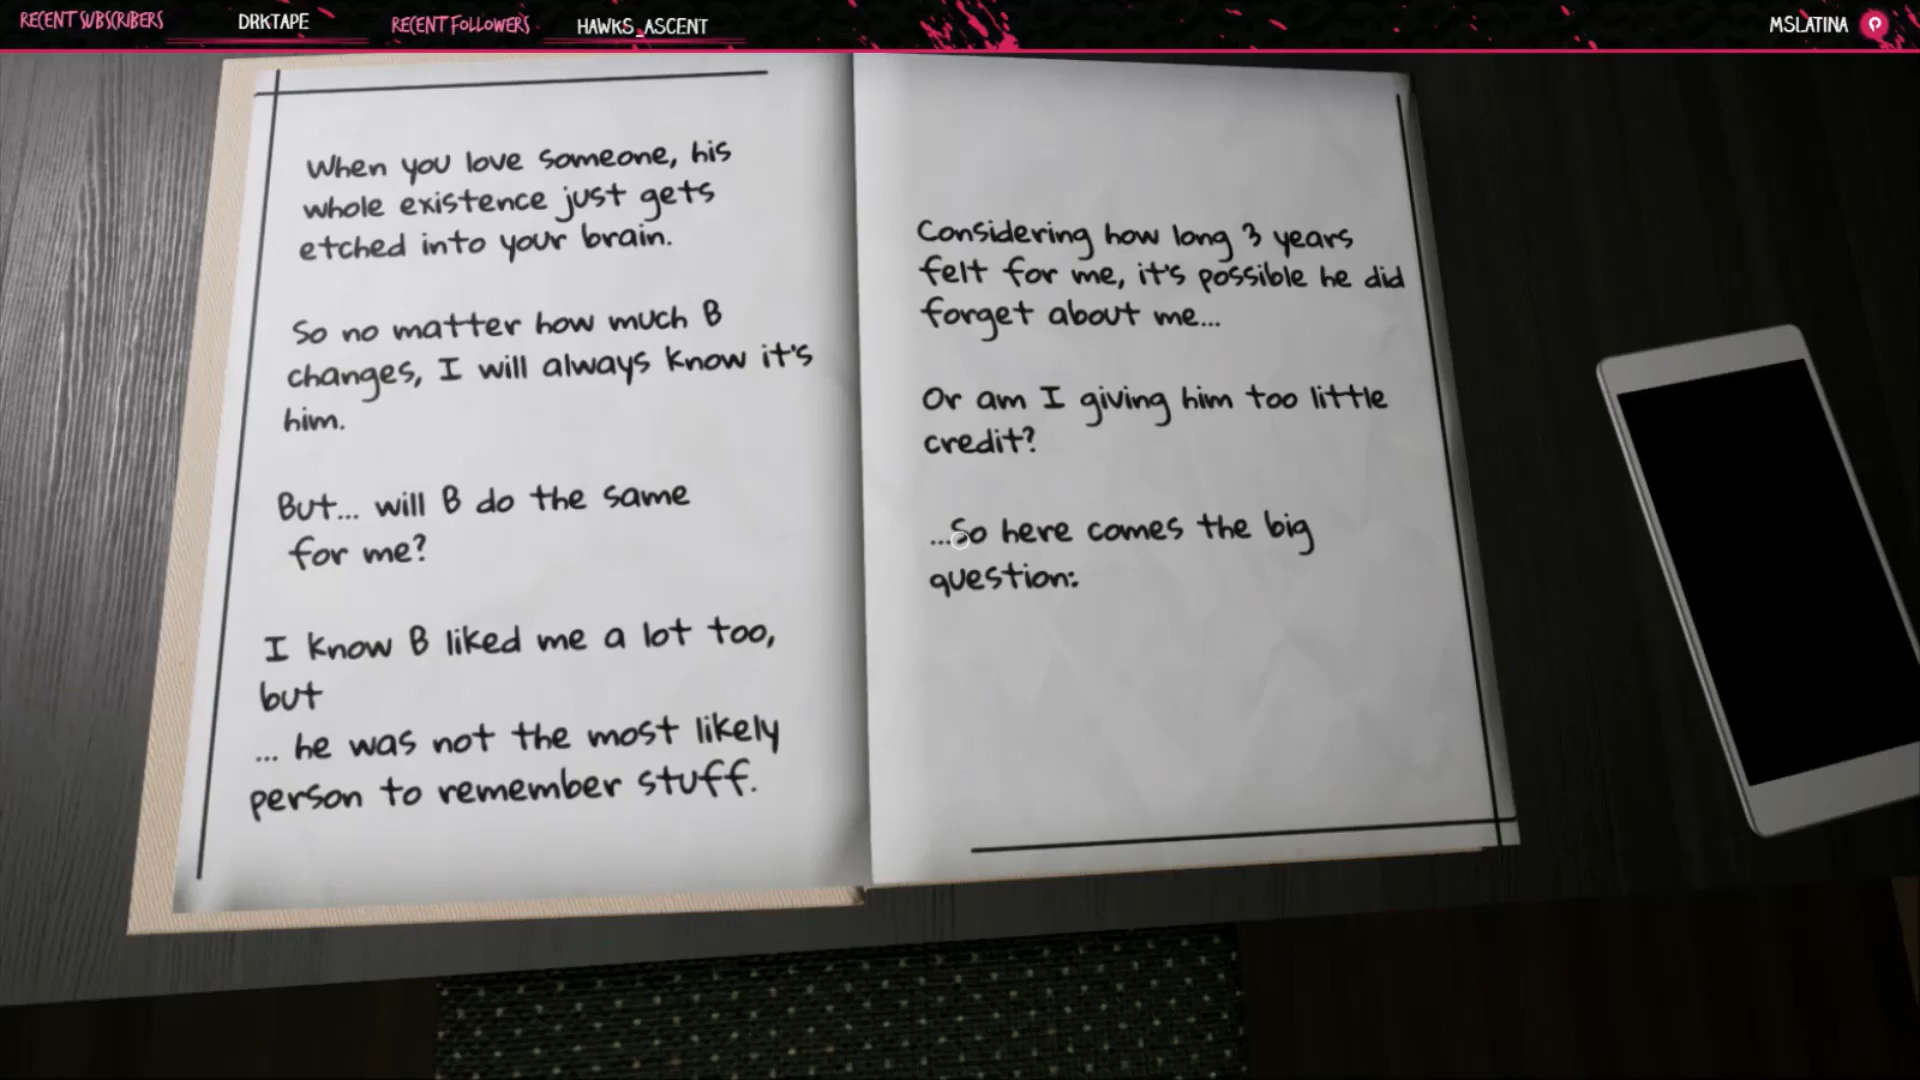 RECENT SUBSCRIBERS
DRKTAPE
RECENT FOLLOWERS
HAWKS_ASCENT
MSLATINA
When you love someone, his
whole existence just gets
etched into your brain.
So no matter how much B
changes, I will always know it's
him.
But... will B do the same
for me?
I know B liked me a lot too,
but
... he was not the most likely
person to remember stuff.
Considering how long 3 years
felt for me, it's possible he did
forget about me...
Or am I giving him too little
credit?
...So here comes the big
question: